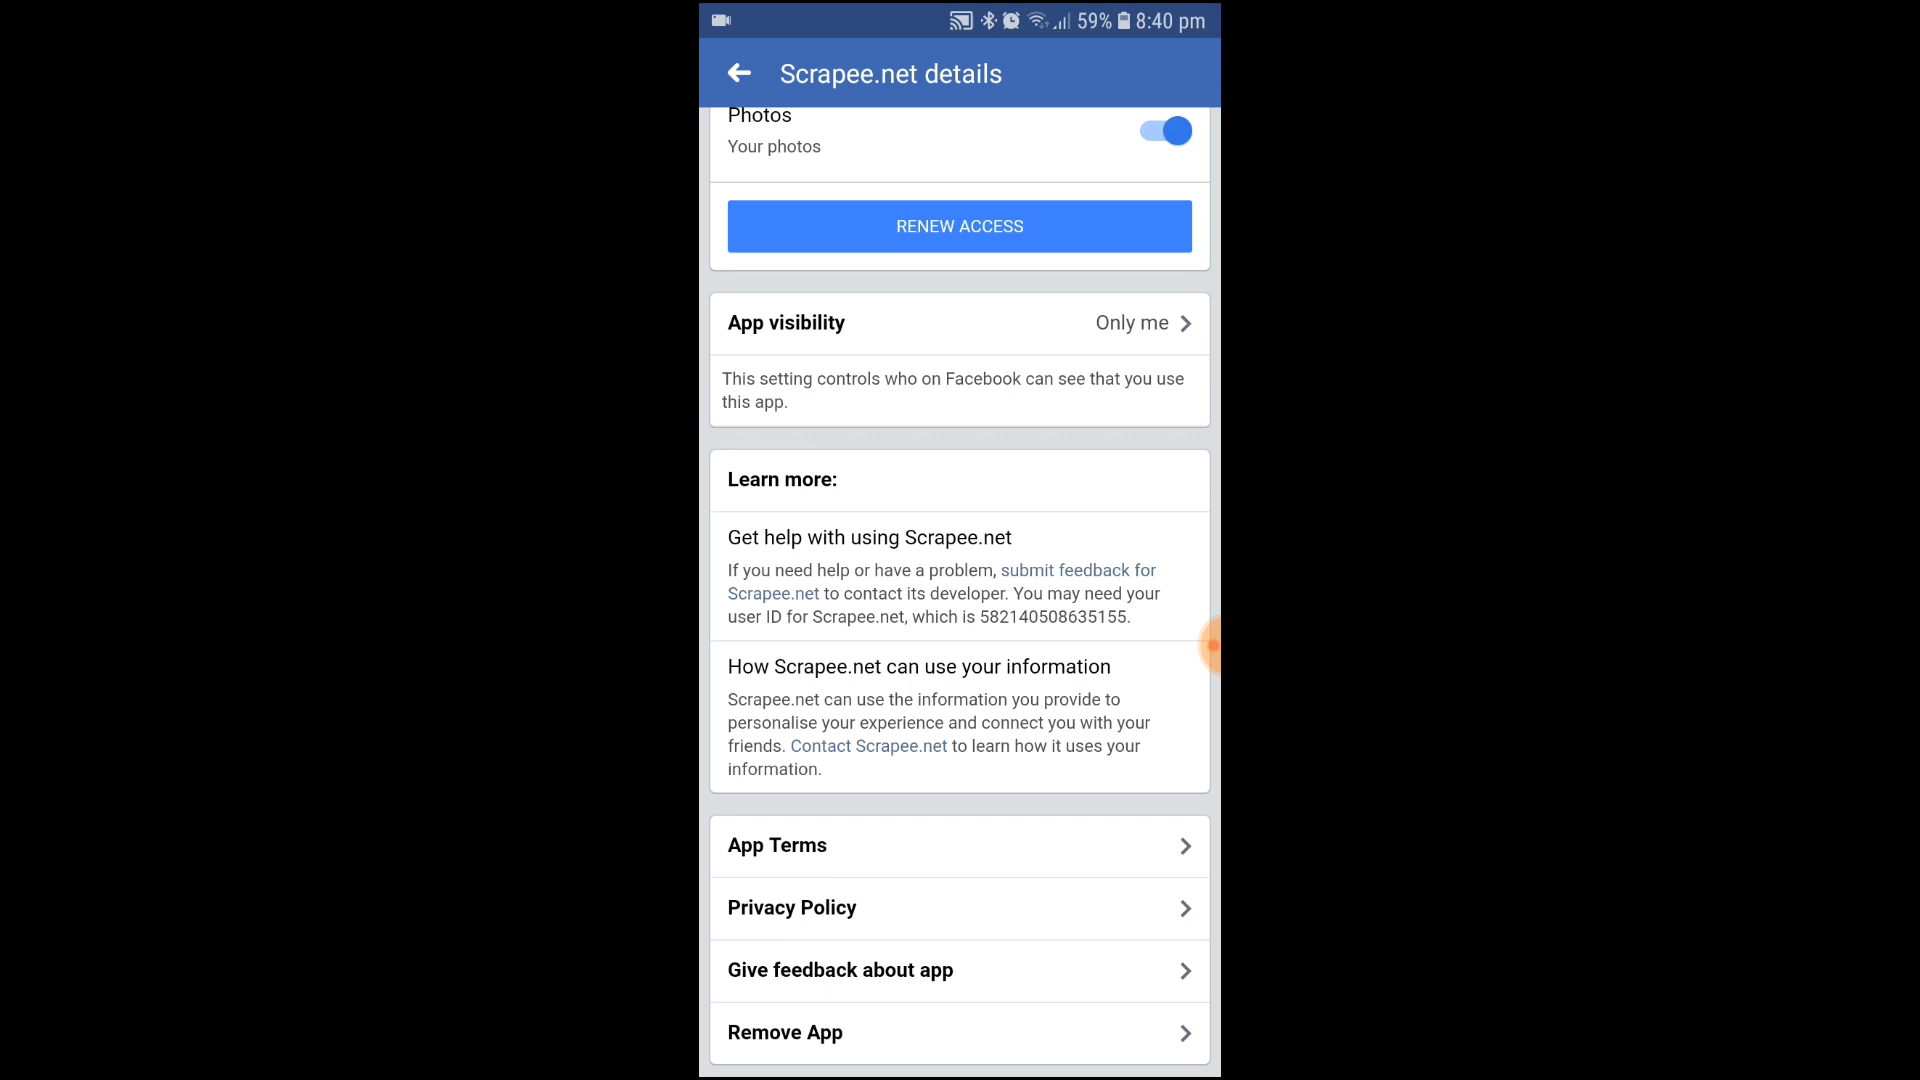 59% 8:40 pm
Scrapee.net details
Photos
Your photos
RENEW ACCESS
App visibility Only me
This setting controls who on Facebook can see that you use
this app.
Learn more:
Get help with using Scrapee.net
If you need help or have a problem, submit feedback for
Scrapee.net to contact its developer. You may need your
user ID for Scrapee.net, which is 582140508635155.
How Scrapee.net can use your information
Scrapee.net can use the information you provide to
personalise your experience and connect you with your
friends. Contact Scrapee.net to learn how it uses your
information.
App Terms
Privacy Policy
Give feedback about app
Remove App